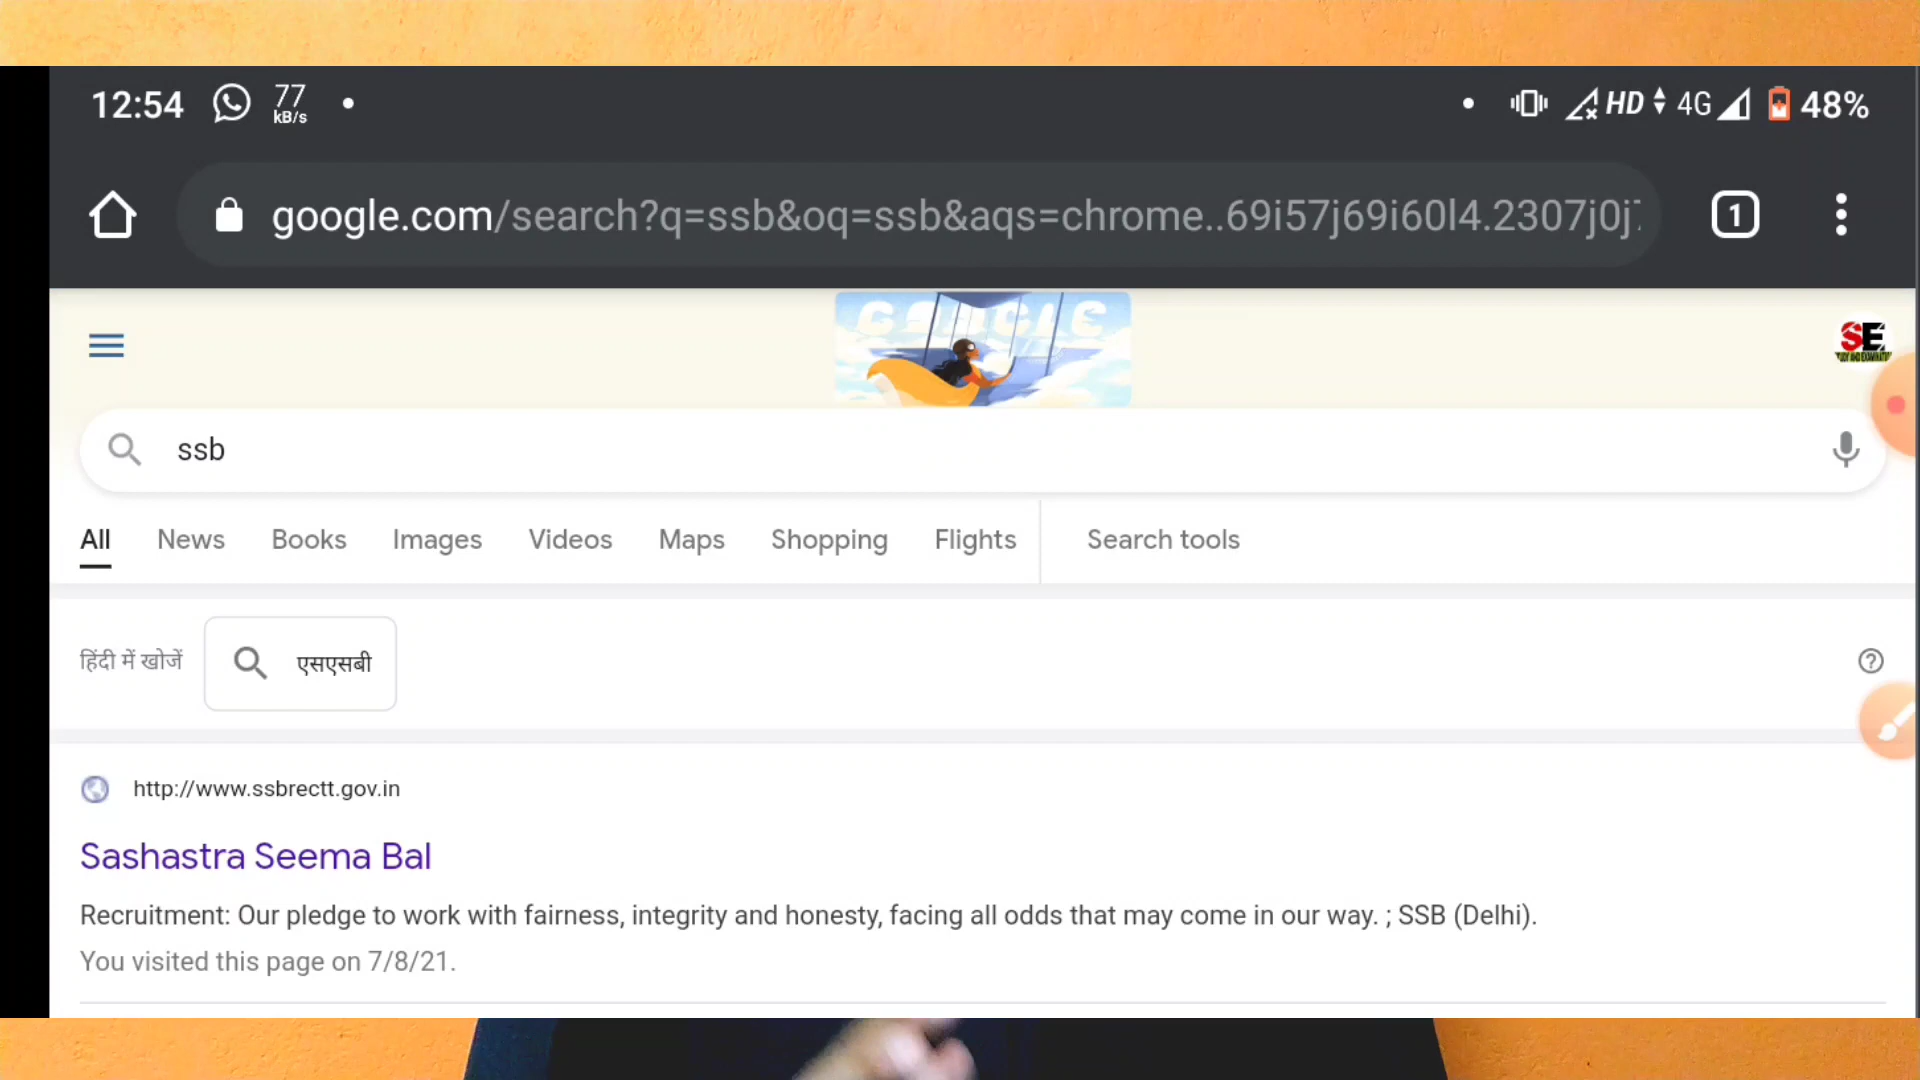 12:54 77 kB/s HD 4G 48%
google.com/search?q=ssb&oq=ssb&aqs=chrome..69i57j69i60l4.2307j0j7 1
GOOGLE SE
ssb
All News Books Images Videos Maps Shopping Flights Search tools
हिंदी में खोजें एसएसबी
http://www.ssbrectt.gov.in
Sashastra Seema Bal
Recruitment: Our pledge to work with fairness, integrity and honesty, facing all odds that may come in our way. ; SSB (Delhi).
You visited this page on 7/8/21.